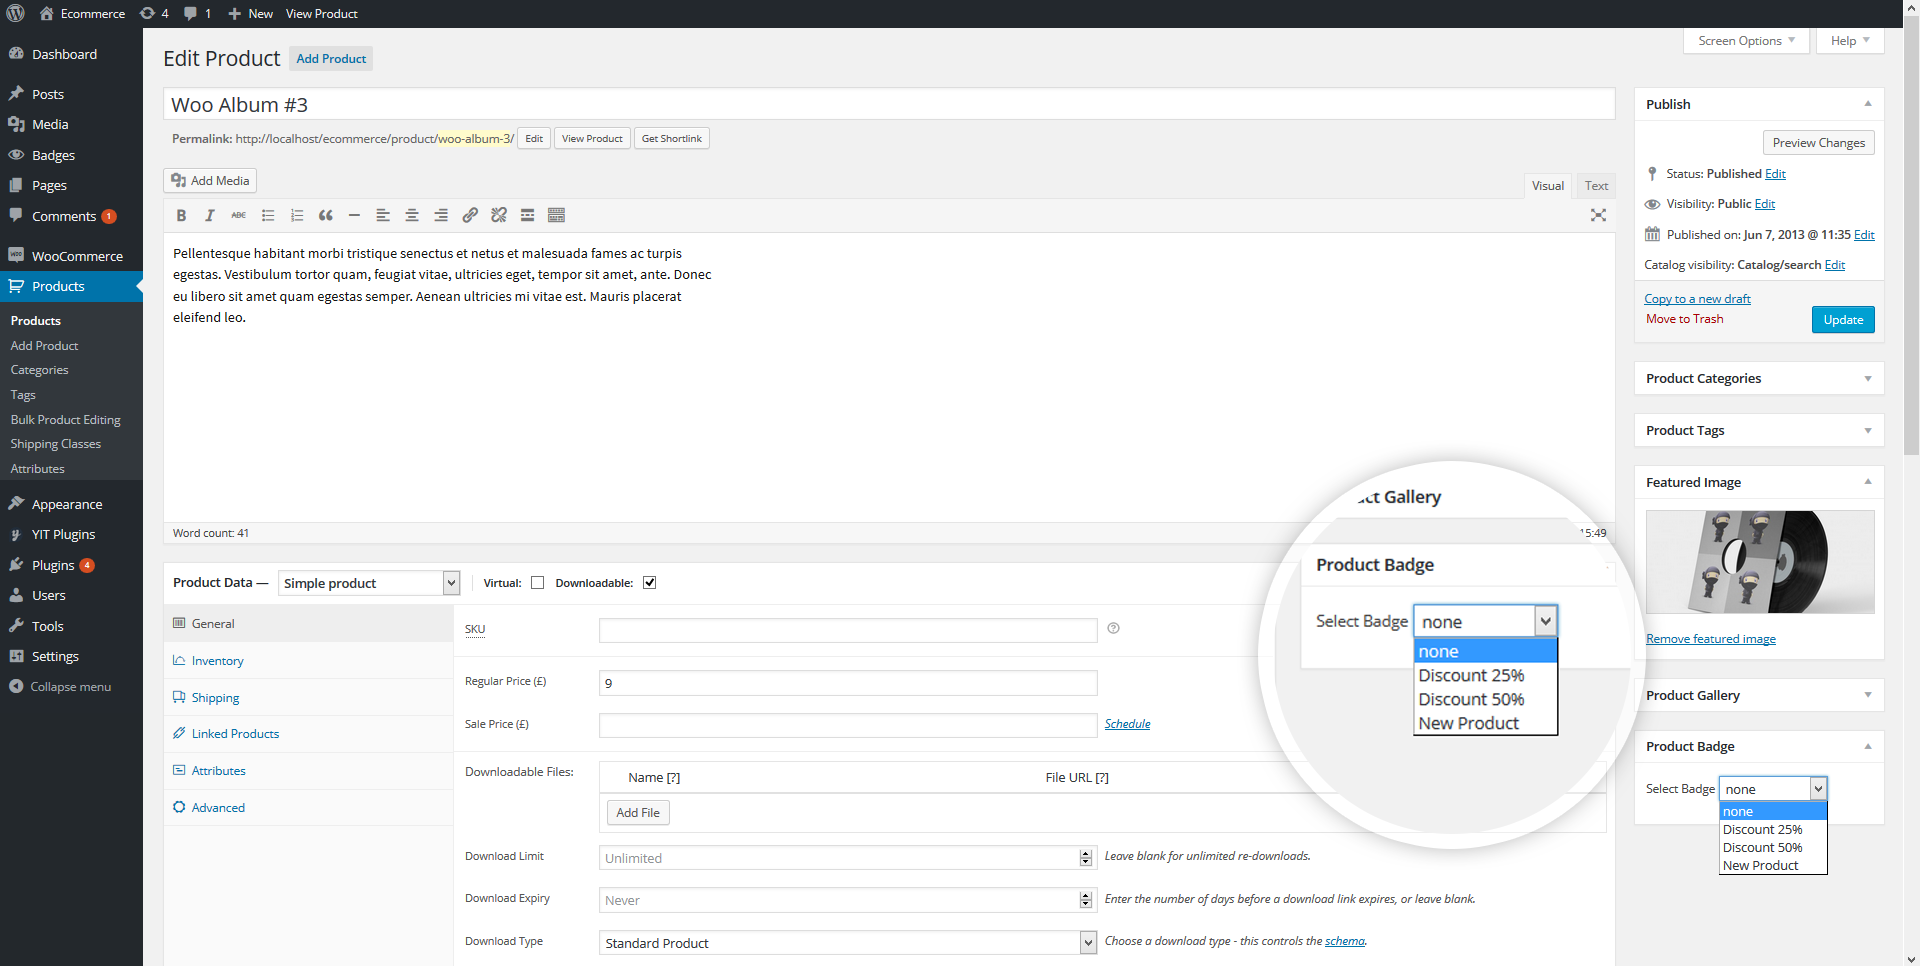 Ecommerce 4 1 New View Product
Dashboard
Posts
Media
Badges
Pages
Comments 1
WooCommerce
Products
Products
Add Product
Categories
Tags
Bulk Product Editing
Shipping Classes
Attributes
Appearance
YIT Plugins
Plugins 4
Users
Tools
Settings
Collapse menu
Screen Options Help
Edit Product Add Product
Woo Album #3
Permalink: http://localhost/ecommerce/product/woo-album-3/ Edit View Product Get Shortlink
Add Media
Visual Text
B I ABC
Pellentesque habitant morbi tristique senectus et netus et malesuada fames ac turpis
egestas. Vestibulum tortor quam, feugiat vitae, ultricies eget, tempor sit amet, ante. Donec
eu libero sit amet quam egestas semper. Aenean ultricies mi vitae est. Mauris placerat
eleifend leo.
Word count: 41
15:49
Product Data — Simple product Virtual: Downloadable:
General
Inventory
Shipping
Linked Products
Attributes
Advanced
SKU
Regular Price (£) 9
Sale Price (£) Schedule
Downloadable Files: Name [?] File URL [?]
Add File
Download Limit Unlimited Leave blank for unlimited re-downloads.
Download Expiry Never Enter the number of days before a download link expires, or leave blank.
Download Type Standard Product Choose a download type - this controls the schema.
ct Gallery
Product Badge
Select Badge none
none
Discount 25%
Discount 50%
New Product
Publish
Preview Changes
Status: Published Edit
Visibility: Public Edit
Published on: Jun 7, 2013 @ 11:35 Edit
Catalog visibility: Catalog/search Edit
Copy to a new draft
Move to Trash
Update
Product Categories
Product Tags
Featured Image
Remove featured image
Product Gallery
Product Badge
Select Badge none
none
Discount 25%
Discount 50%
New Product